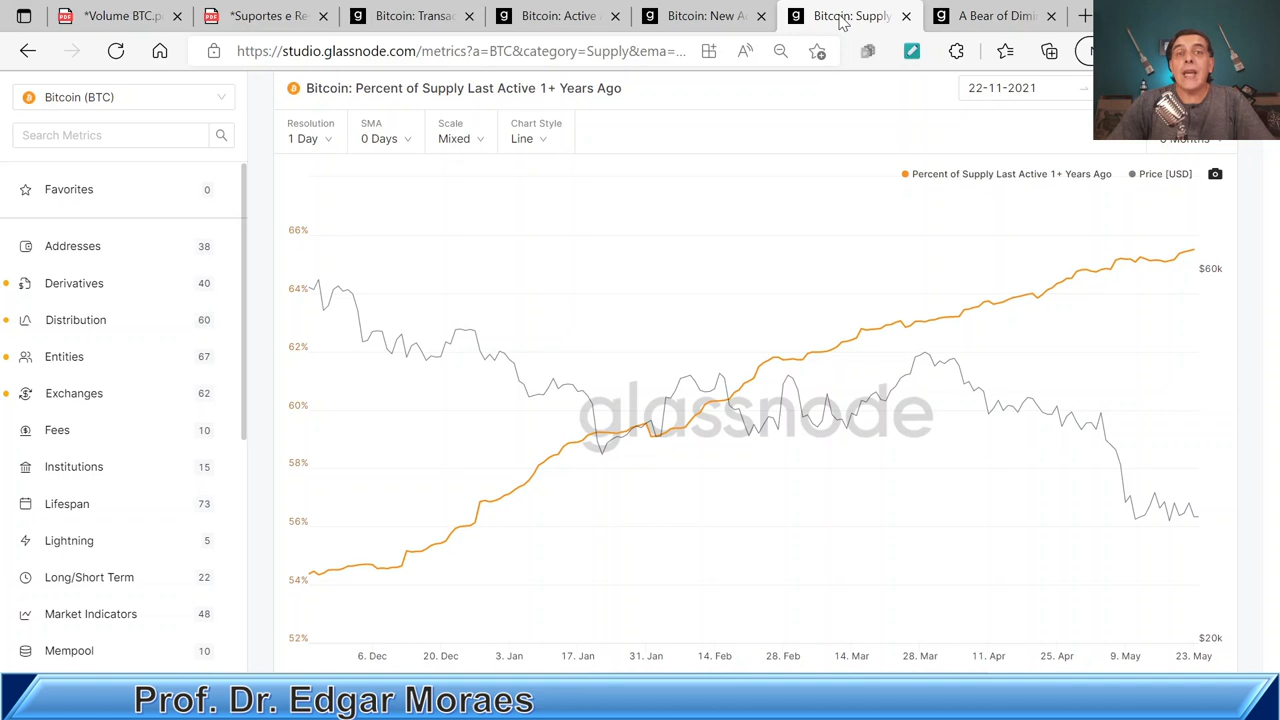 *Volume BTC.p
*Suportes e Re
Bitcoin: Transac
Bitcoin: Active
Bitcoin: New A
Bitcoin: Supply
A Bear of Dimi
https://studio.glassnode.com/metrics?a=BTC&category=Supply&ema=...
Bitcoin (BTC)
Search Metrics
Favorites 0
Addresses 38
Derivatives 40
Distribution 60
Entities 67
Exchanges 62
Fees 10
Institutions 15
Lifespan 73
Lightning 5
Long/Short Term 22
Market Indicators 48
Mempool 10
Bitcoin: Percent of Supply Last Active 1+ Years Ago
22-11-2021
Resolution
1 Day
SMA
0 Days
Scale
Mixed
Chart Style
Line
Percent of Supply Last Active 1+ Years Ago
Price [USD]
66%
64%
62%
60%
58%
56%
54%
52%
$60k
$20k
glassnode
6. Dec
20. Dec
3. Jan
17. Jan
31. Jan
14. Feb
28. Feb
14. Mar
28. Mar
11. Apr
25. Apr
9. May
23. May
Prof. Dr. Edgar Moraes